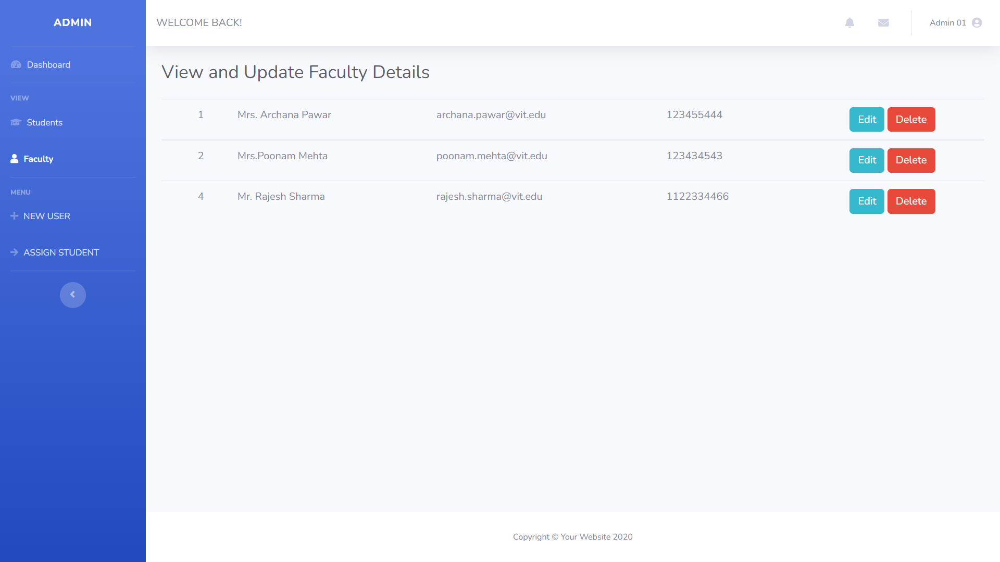 ADMIN
WELCOME BACK!
Admin 01
Dashboard
VIEW
Students
Faculty
MENU
NEW USER
ASSIGN STUDENT
View and Update Faculty Details
1 Mrs. Archana Pawar archana.pawar@vit.edu 123455444 Edit Delete
2 Mrs.Poonam Mehta poonam.mehta@vit.edu 123434543 Edit Delete
4 Mr. Rajesh Sharma rajesh.sharma@vit.edu 1122334466 Edit Delete
Copyright © Your Website 2020